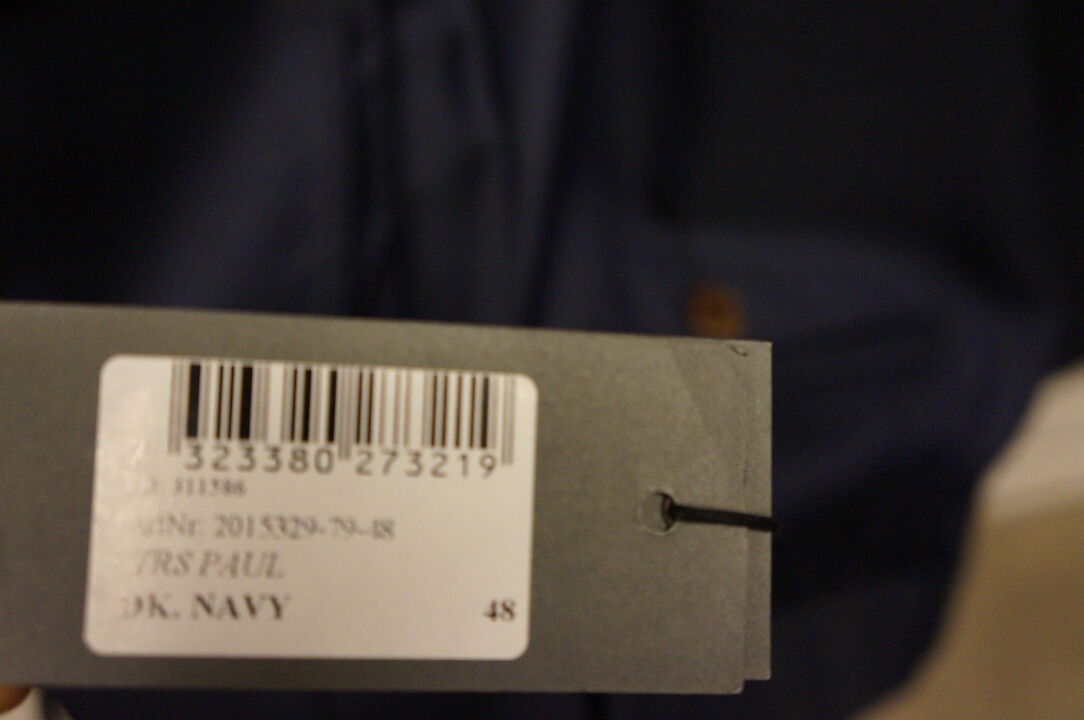 323380 273219
311586
ArtNr: 2015329-79-48
TRS PAUL
DK. NAVY 48